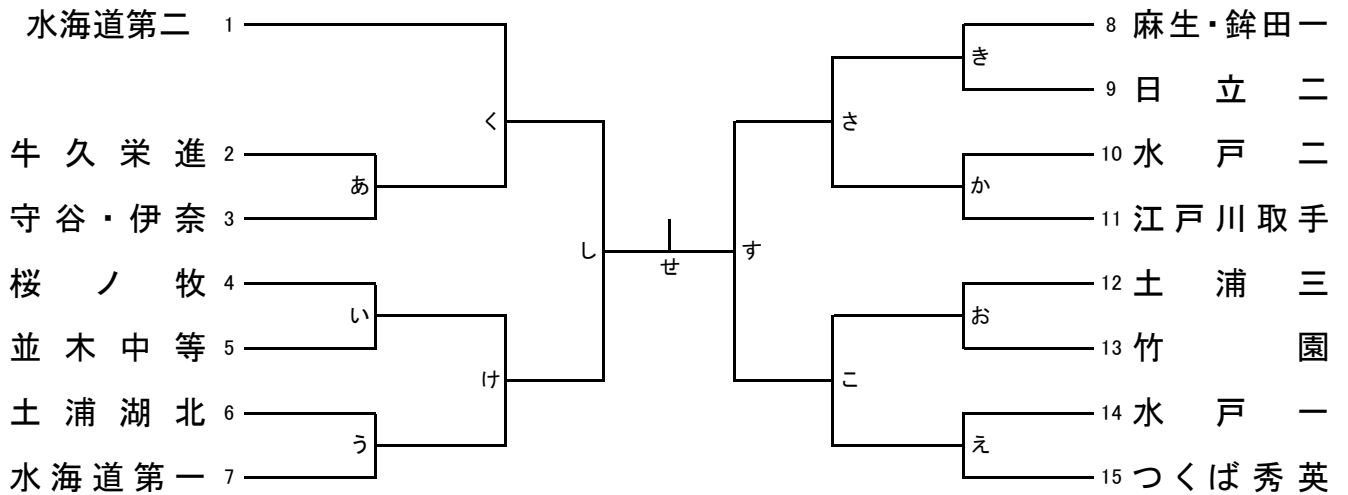 水海道第二 1
牛久栄進 2
守谷・伊奈 3
桜ノ牧 4
並木中等 5
土浦湖北 6
水海道第一 7
あ
い
う
く
け
し
せ
す
さ
こ
き
か
お
え
8 麻生・鉾田一
9 日立二
10 水戸二
11 江戸川取手
12 土浦三
13 竹園
14 水戸一
15 つくば秀英